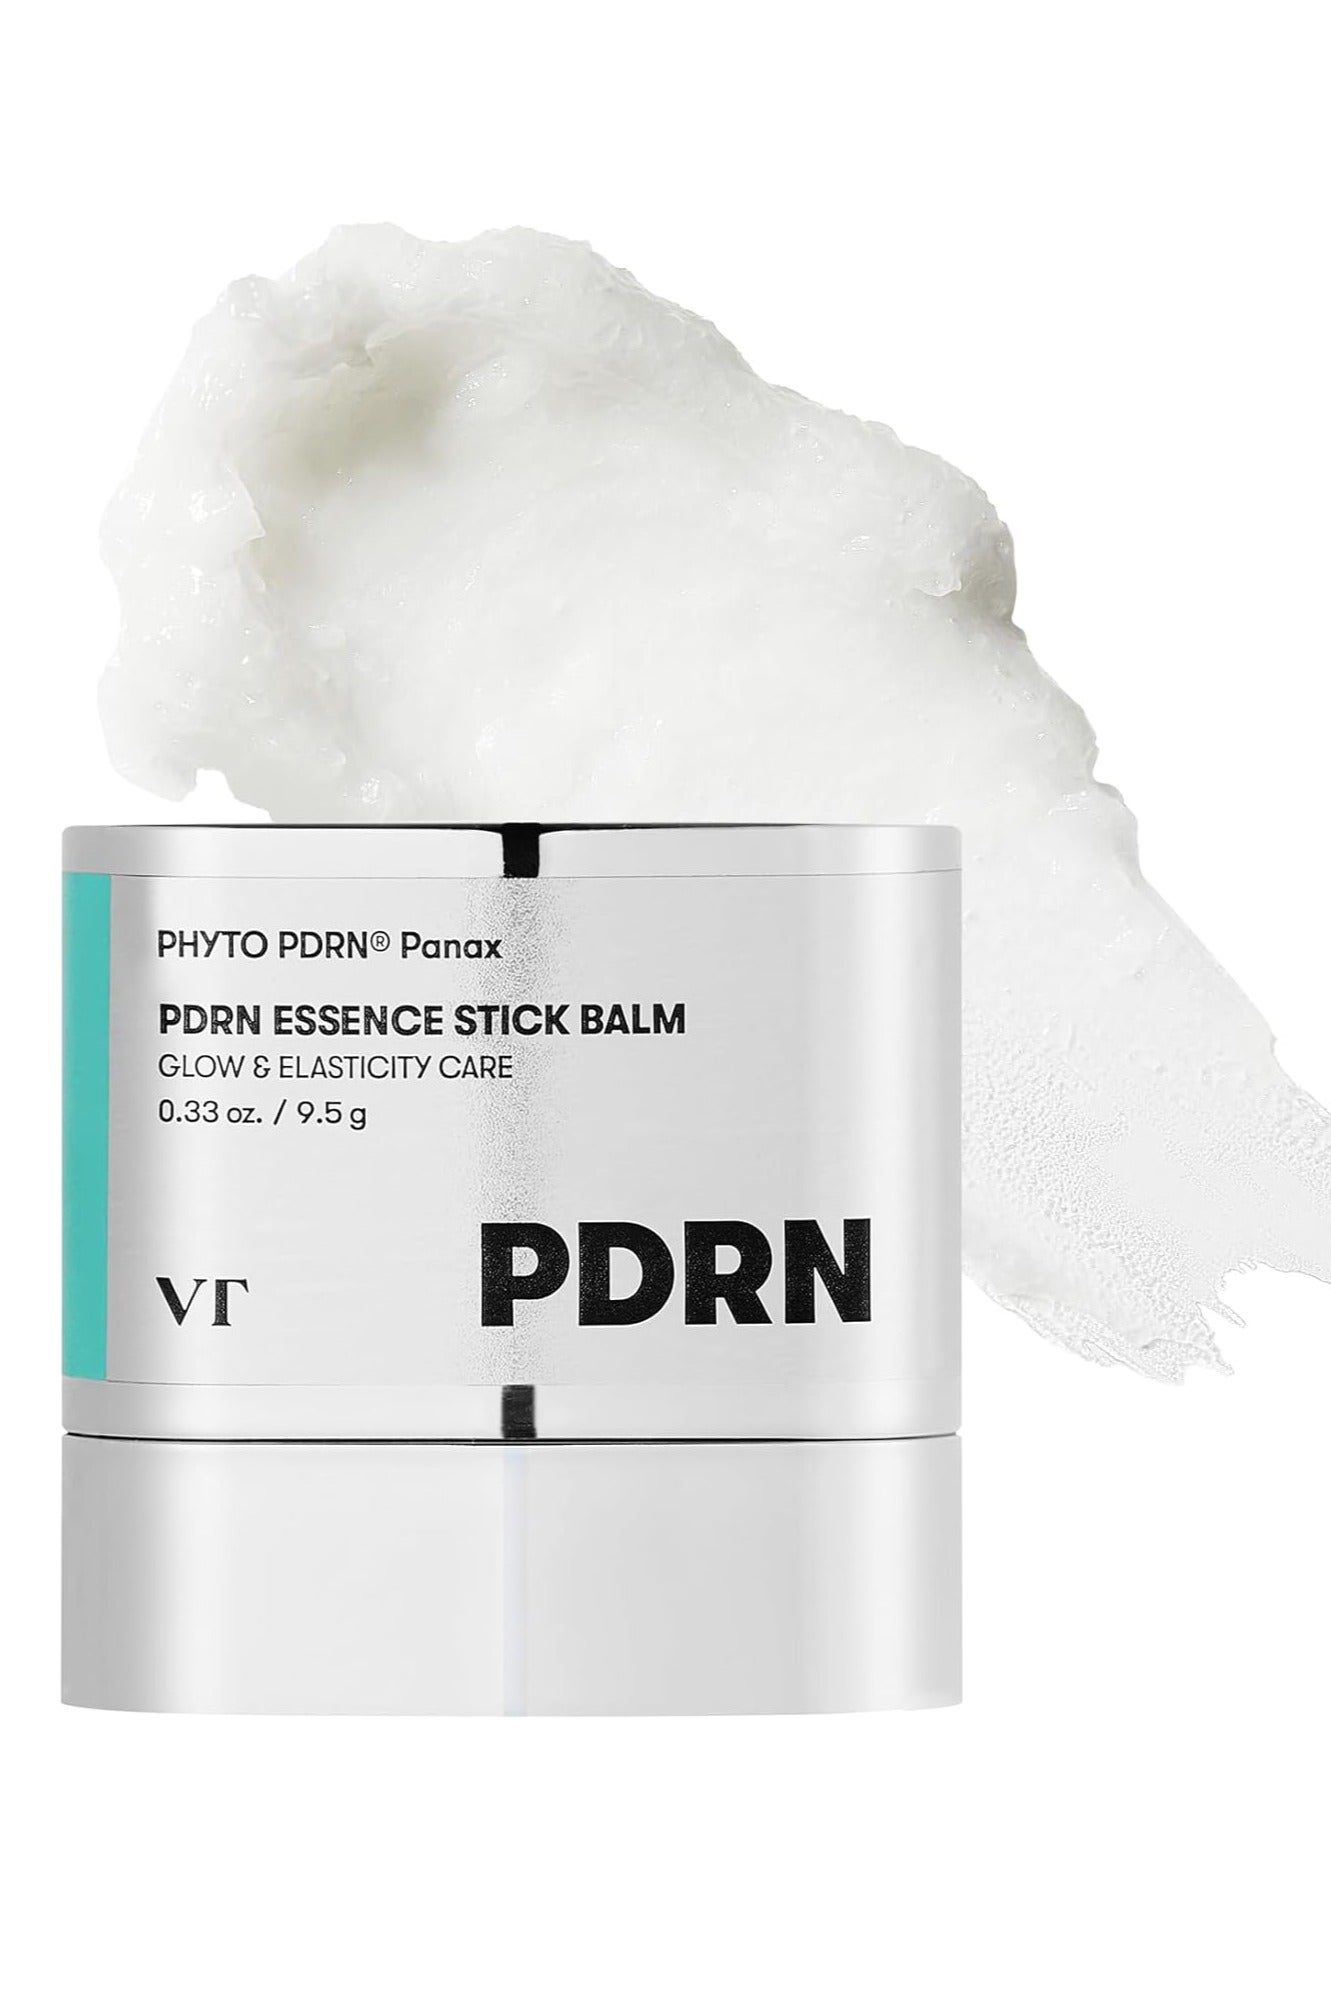 PHYTO PDRN® Panax
PDRN ESSENCE STICK BALM
GLOW & ELASTICITY CARE
0.33 oz. / 9.5 g
VT
PDRN